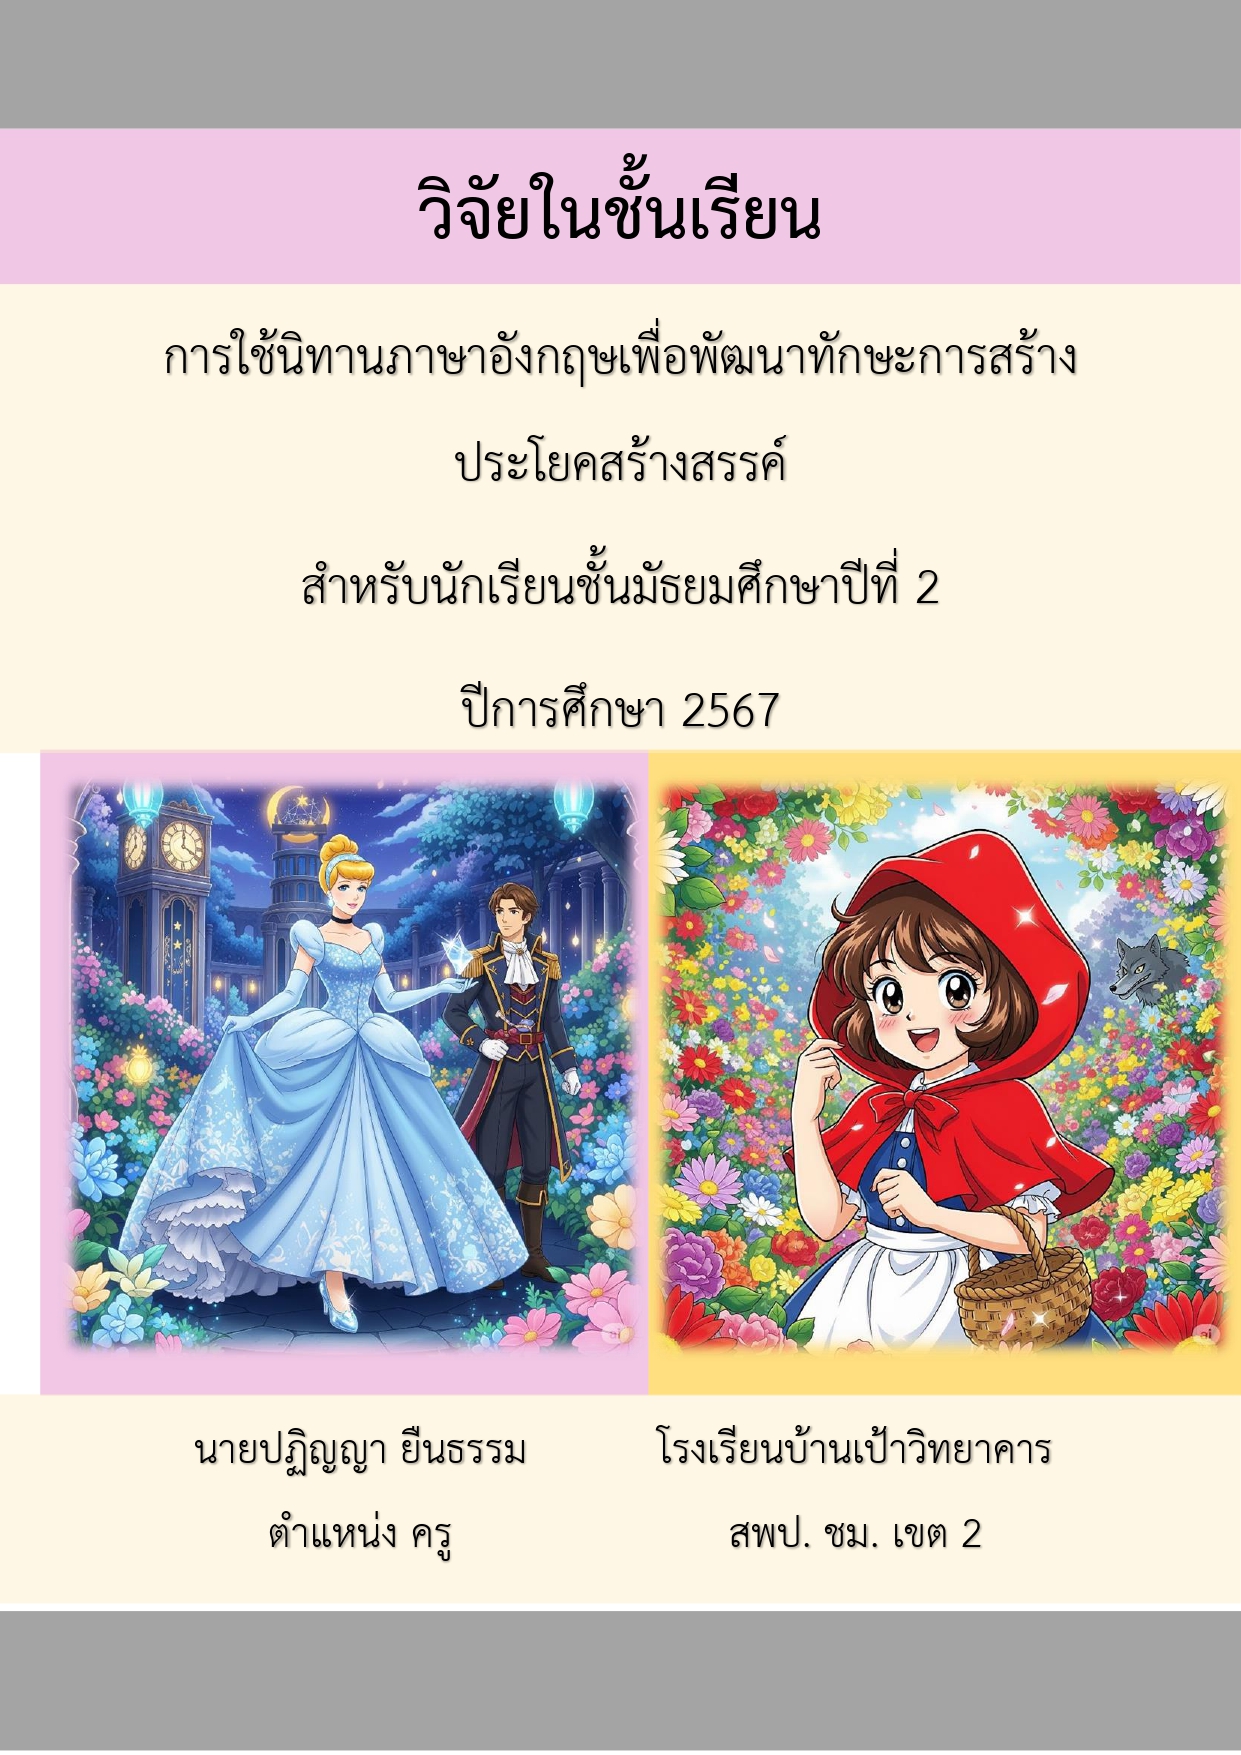 วิจัยในชั้นเรียน
การใช้นิทานภาษาอังกฤษเพื่อพัฒนาทักษะการสร้าง
ประโยคสร้างสรรค์
สำหรับนักเรียนชั้นมัธยมศึกษาปีที่ 2
ปีการศึกษา 2567
นายปฏิญญา ยืนธรรม
ตำแหน่ง ครู
โรงเรียนบ้านเป้าวิทยาคาร
สพป. ชม. เขต 2